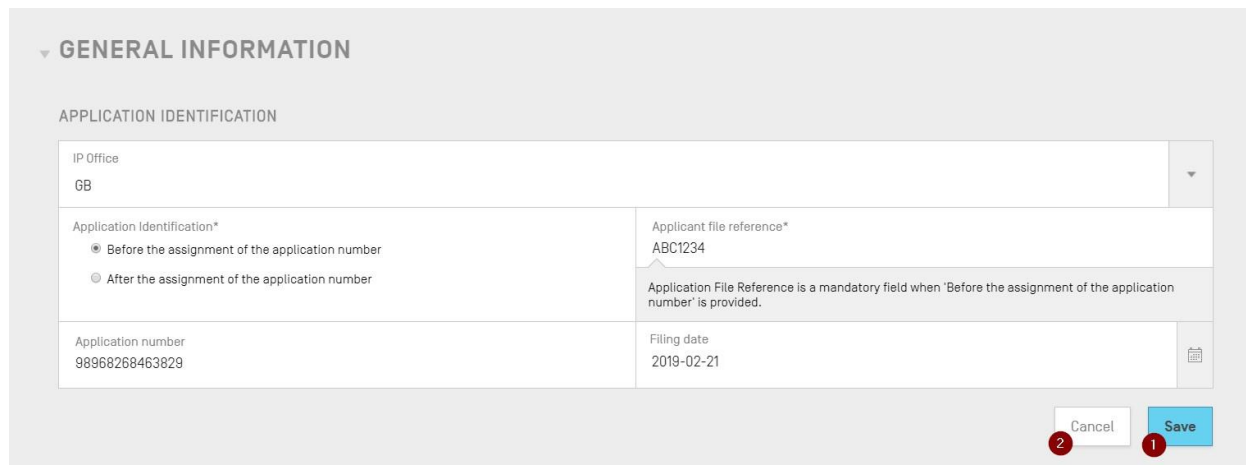 GENERAL INFORMATION
APPLICATION IDENTIFICATION
IP Office
GB
Application Identification*
Before the assignment of the application number
After the assignment of the application number
Applicant file reference*
ABC1234
Application File Reference is a mandatory field when 'Before the assignment of the application
number' is provided.
Application number
98968268463829
Filing date
2019-02-21
Cancel
2
Save
1